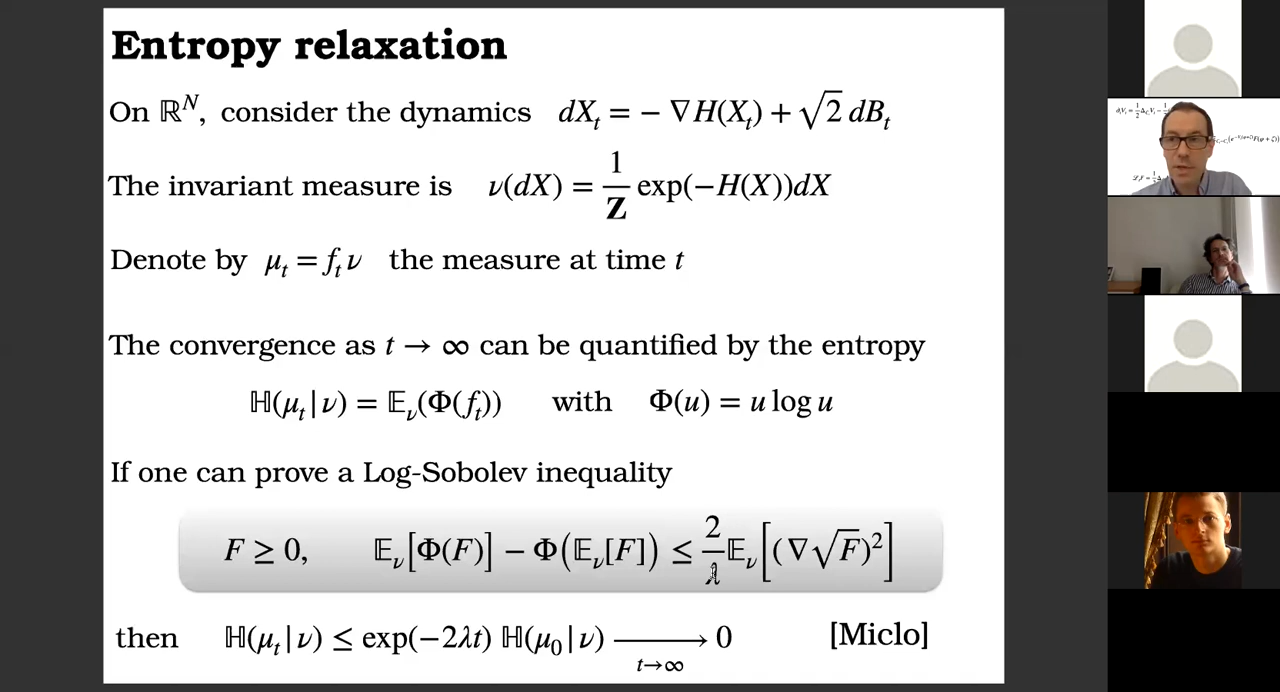 Entropy relaxation
On ℝ^N, consider the dynamics dX_t = − ∇H(X_t) + √2 dB_t
The invariant measure is ν(dX) = 1/Z exp(−H(X))dX
Denote by μ_t = f_t ν the measure at time t
The convergence as t → ∞ can be quantified by the entropy
ℍ(μ_t | ν) = 𝔼_ν(Φ(f_t)) with Φ(u) = u log u
If one can prove a Log-Sobolev inequality
F ≥ 0, 𝔼_ν[Φ(F)] − Φ(𝔼_ν[F]) ≤ 2/λ 𝔼_ν[(∇√F)²]
then ℍ(μ_t | ν) ≤ exp(−2λt) ℍ(μ_0 | ν) ⟶ 0 [Miclo]
t→∞